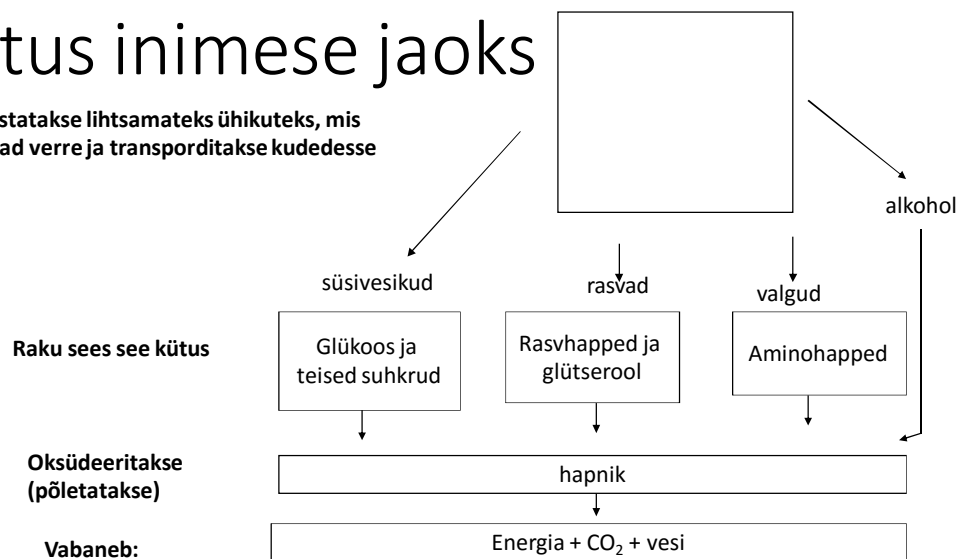 tus inimese jaoks
statakse lihtsamateks ühikuteks, mis
ad verre ja transporditakse kudedesse
alkohol
süsivesikud
rasvad
valgud
Raku sees see kütus
Glükoos ja
teised suhkrud
Rasvhapped ja
glütserool
Aminohapped
Oksüdeeritakse
(põletatakse)
hapnik
Vabaneb:
Energia + CO₂ + vesi